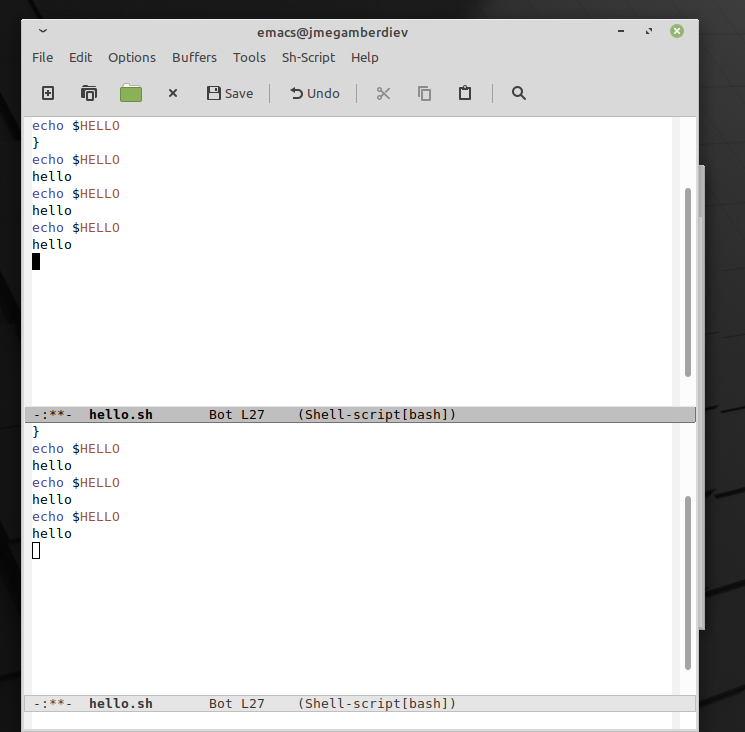 emacs@jmegamberdiev
File Edit Options Buffers Tools Sh-Script Help
Save Undo
echo $HELLO
}
echo $HELLO
hello
echo $HELLO
hello
echo $HELLO
hello
-:**-  hello.sh       Bot L27    (Shell-script[bash])
}
echo $HELLO
hello
echo $HELLO
hello
echo $HELLO
hello
-:**-  hello.sh       Bot L27    (Shell-script[bash])